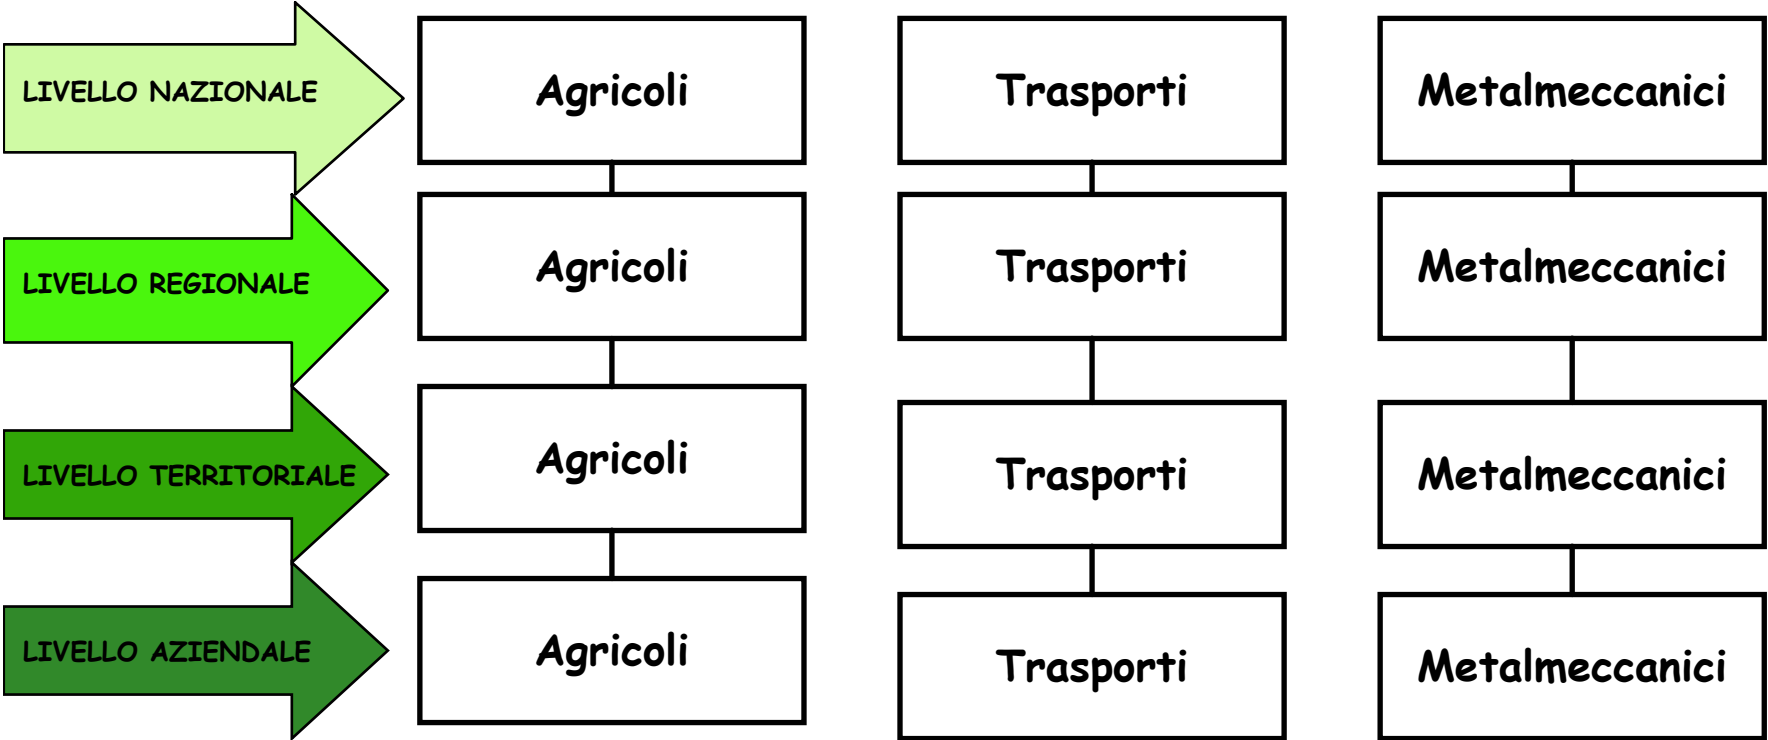 LIVELLO NAZIONALE
Agricoli
Trasporti
Metalmeccanici
LIVELLO REGIONALE
Agricoli
Trasporti
Metalmeccanici
LIVELLO TERRITORIALE
Agricoli
Trasporti
Metalmeccanici
LIVELLO AZIENDALE
Agricoli
Trasporti
Metalmeccanici